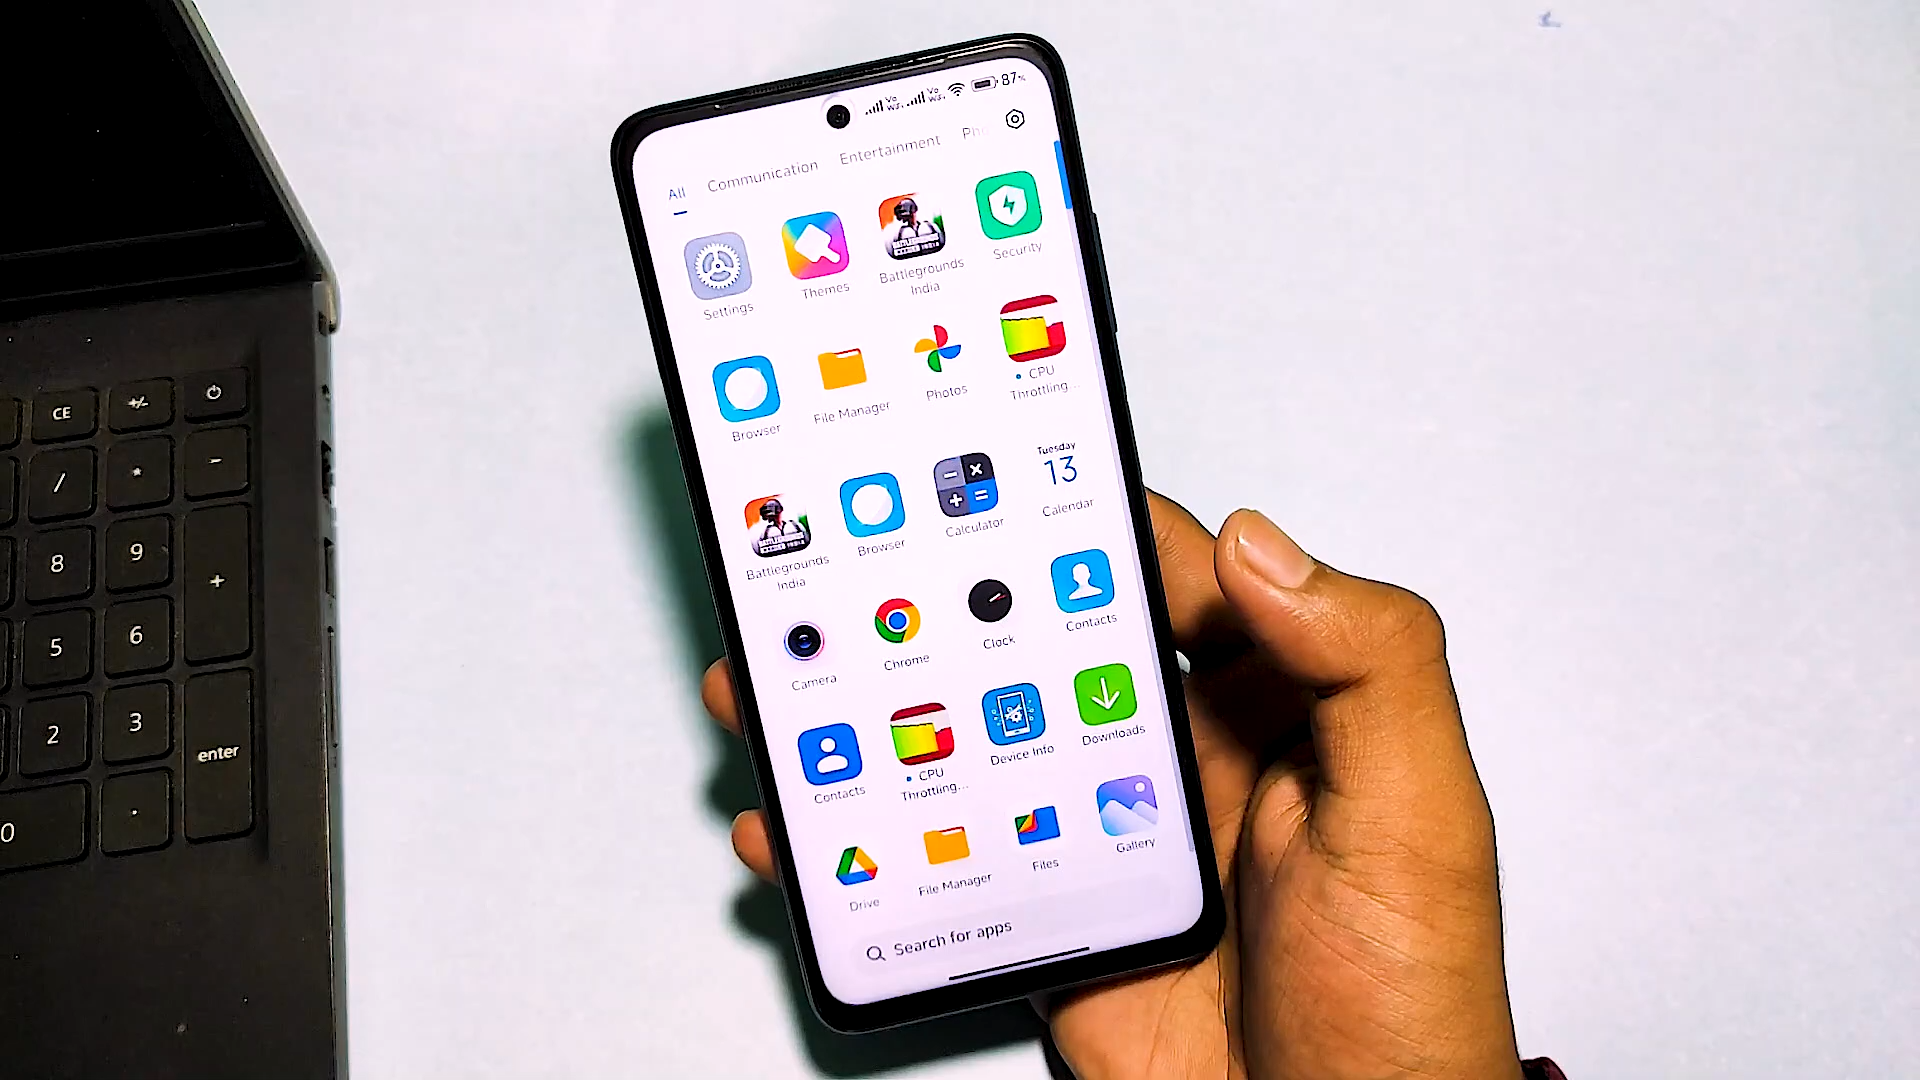 87%
All Communication Entertainment Pho
Settings
Themes
Battlegrounds
India
Security
Browser
File Manager
Photos
CPU
Throttling...
Battlegrounds
India
Browser
Calculator
Tuesday
13
Calendar
Camera
Chrome
Clock
Contacts
Contacts
CPU
Throttling...
Device Info
Downloads
Drive
File Manager
Files
Gallery
Search for apps
CE +/-
/ * -
8 9 +
5 6
2 3 enter
0 .